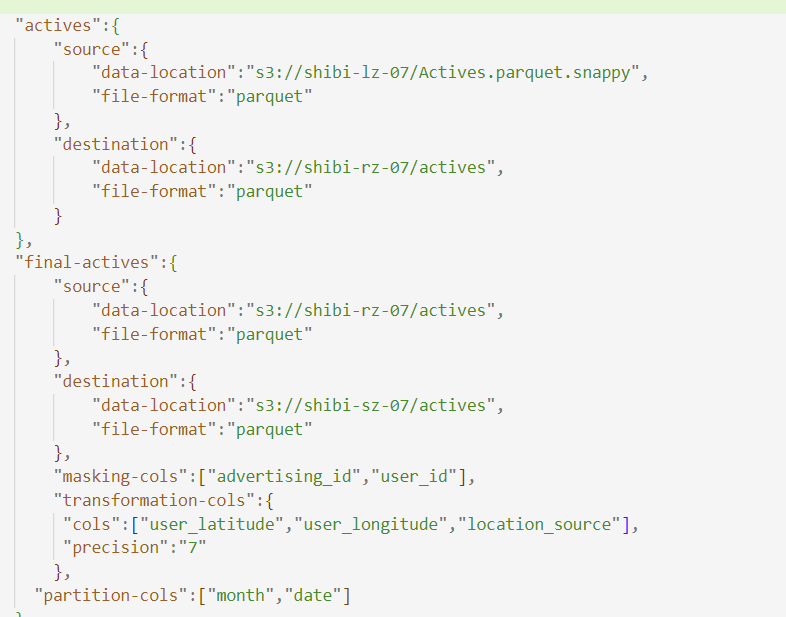 "actives":{
"source":{
"data-location":"s3://shibi-lz-07/Actives.parquet.snappy",
"file-format":"parquet"
},
"destination":{
"data-location":"s3://shibi-rz-07/actives",
"file-format":"parquet"
}
},
"final-actives":{
"source":{
"data-location":"s3://shibi-rz-07/actives",
"file-format":"parquet"
},
"destination":{
"data-location":"s3://shibi-sz-07/actives",
"file-format":"parquet"
},
"masking-cols":["advertising_id","user_id"],
"transformation-cols":{
"cols":["user_latitude","user_longitude","location_source"],
"precision":"7"
},
"partition-cols":["month","date"]
}